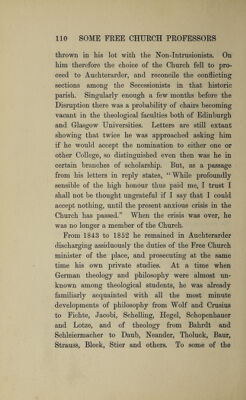 110 SOME FREE CHURCH PROFESSORS
thrown in his lot with the Non-Intrusionists. On
him therefore the choice of the Church fell to pro-
ceed to Auchterarder, and reconcile the conflicting
sections among the Secessionists in that historic
parish. Singularly enough a few months before the
Disruption there was a probability of chairs becoming
vacant in the theological faculties both of Edinburgh
and Glasgow Universities. Letters are still extant
showing that twice he was approached asking him
if he would accept the nomination to either one or
other College, so distinguished even then was he in
certain branches of scholarship. But, as a passage
from his letters in reply states, “ While profoundly
sensible of the high honour thus paid me, I trust I
shall not be thought ungrateful if I say that I could
accept nothing, until the present anxious crisis in the
Church has passed.” When the crisis was over, he
was no longer a member of the Church.
From 1843 to 1852 he remained in Auchterarder
discharging assiduously the duties of the Free Church
minister of the place, and prosecuting at the same
time his own private studies. At a time when
German theology and philosophy were almost un-
known among theological students, he was already
familiarly acquainted with all the most minute
developments of philosophy from Wolf and Crusius
to Fichte, Jacobi, Schelling, Hegel, Schopenhauer
and Lotze, and of theology from Bahrdt and
Schleiermacher to Daub, Neander, Tholuck, Baur,
Strauss, Bleek, Stier and others. To some of the